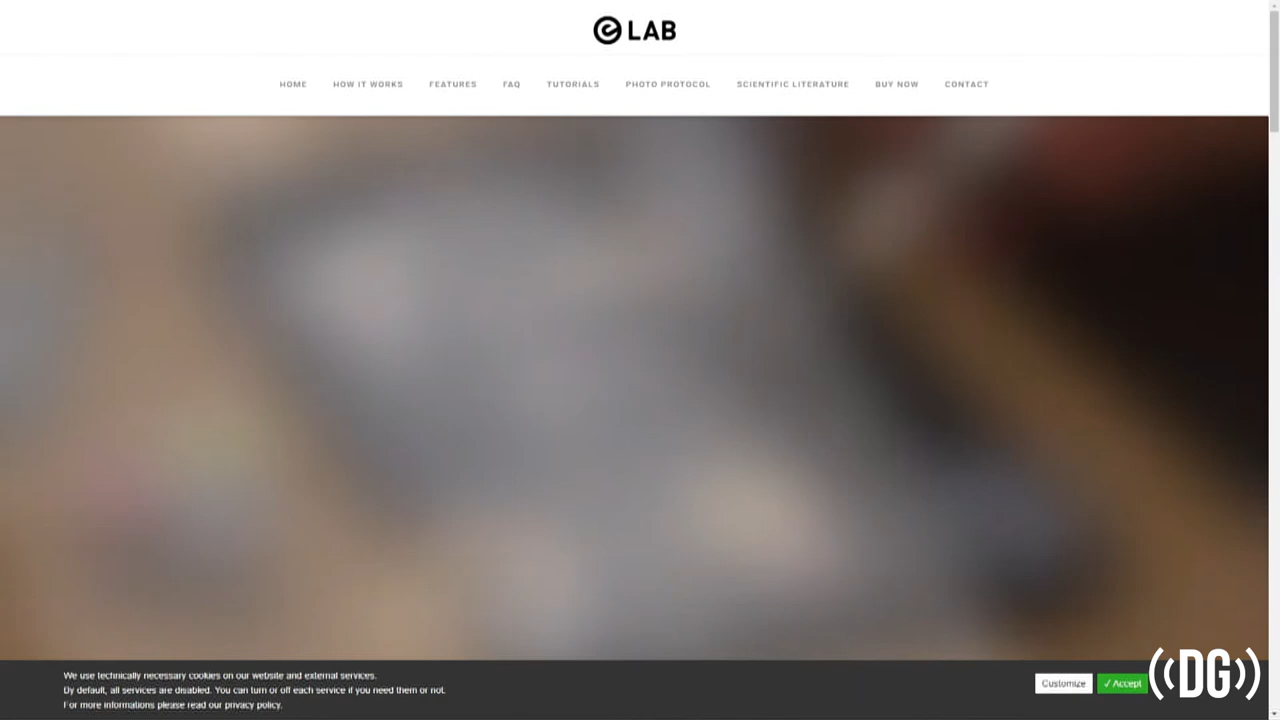 e LAB
HOME HOW IT WORKS FEATURES FAQ TUTORIALS PHOTO PROTOCOL SCIENTIFIC LITERATURE BUY NOW CONTACT
We use technically necessary cookies on our website and external services.
By default, all services are disabled. You can turn or off each service if you need them or not.
For more informations please read our privacy policy.
Customize ✓ Accept
((DG))